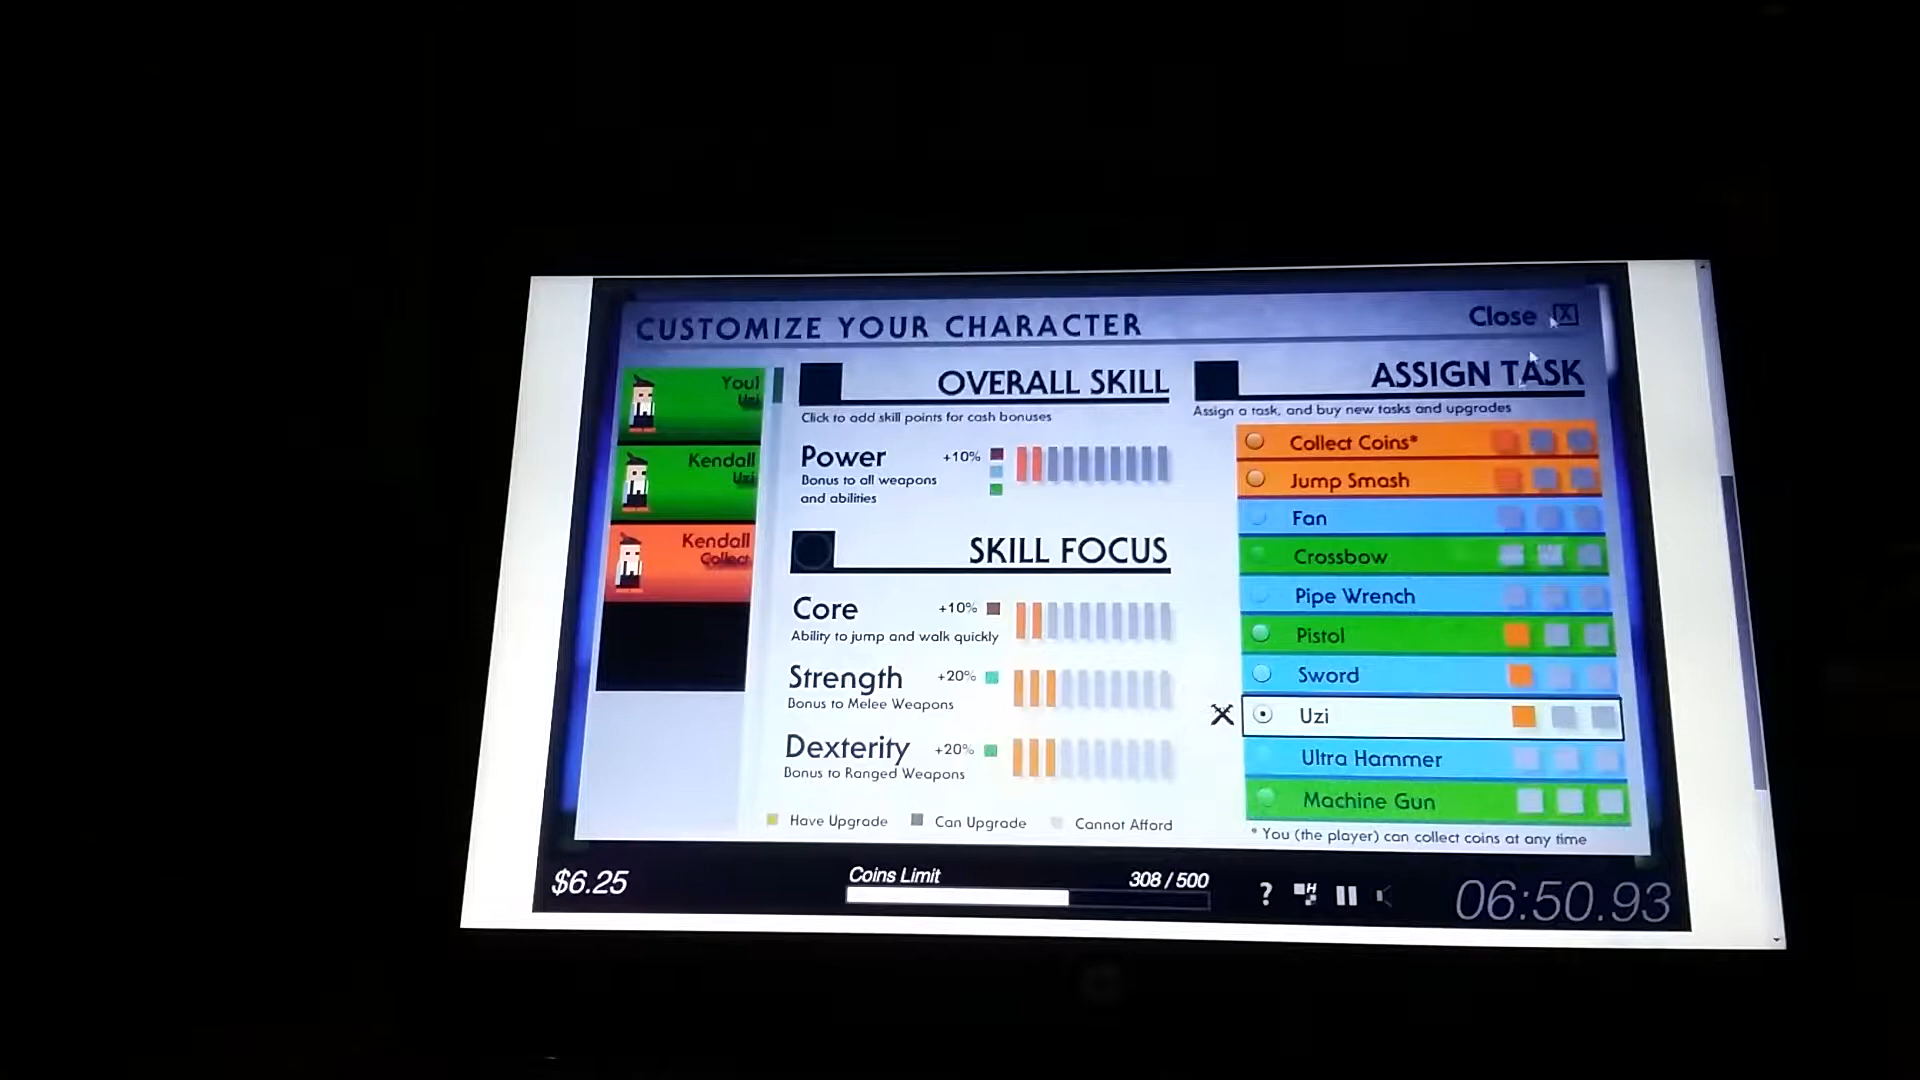 CUSTOMIZE YOUR CHARACTER
Close X
You!
Uzi
Kendall
Uzi
Kendall
Collect
OVERALL SKILL
Click to add skill points for cash bonuses
Power +10%
Bonus to all weapons
and abilities
SKILL FOCUS
Core +10%
Ability to jump and walk quickly
Strength +20%
Bonus to Melee Weapons
Dexterity +20%
Bonus to Ranged Weapons
Have Upgrade Can Upgrade Cannot Afford
ASSIGN TASK
Assign a task, and buy new tasks and upgrades
Collect Coins*
Jump Smash
Fan
Crossbow
Pipe Wrench
Pistol
Sword
Uzi
Ultra Hammer
Machine Gun
* You (the player) can collect coins at any time
$6.25
Coins Limit 308 / 500
? H
06:50.93